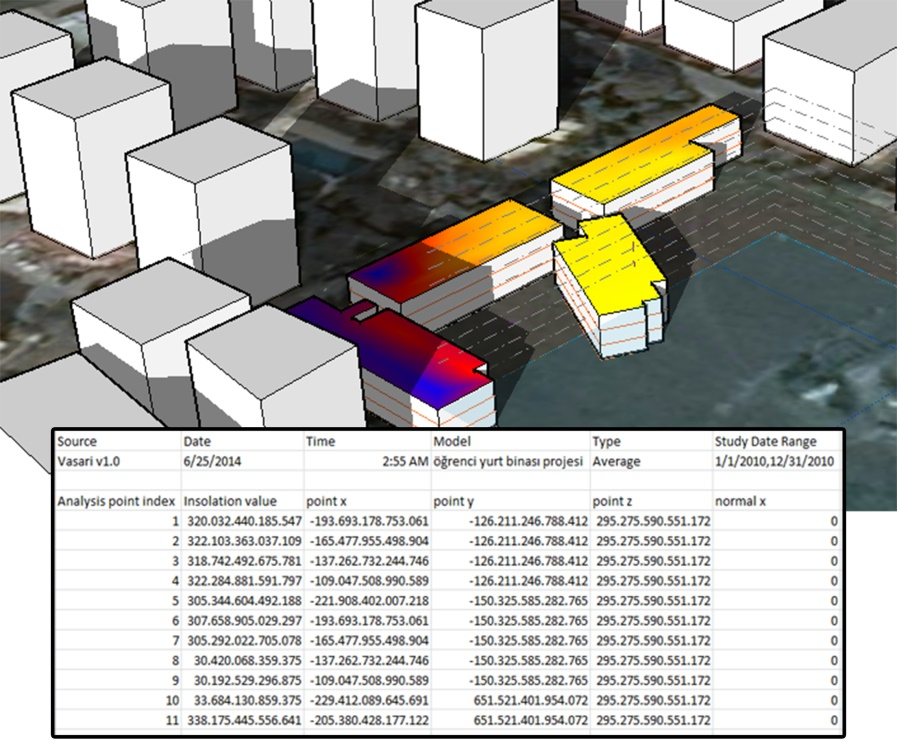 Source Date Time Model Type Study Date Range
Vasari v1.0 6/25/2014 2:55 AM öğrenci yurt binası projesi Average 1/1/2010,12/31/2010
Analysis point index Insolation value point x point y point z normal x
1 320.032.440.185.547 -193.693.178.753.061 -126.211.246.788.412 295.275.590.551.172 0
2 322.103.363.037.109 -165.477.955.498.904 -126.211.246.788.412 295.275.590.551.172 0
3 318.742.492.675.781 -137.262.732.244.746 -126.211.246.788.412 295.275.590.551.172 0
4 322.284.881.591.797 -109.047.508.990.589 -126.211.246.788.412 295.275.590.551.172 0
5 305.344.604.492.188 -221.908.402.007.218 -150.325.585.282.765 295.275.590.551.172 0
6 307.658.905.029.297 -193.693.178.753.061 -150.325.585.282.765 295.275.590.551.172 0
7 305.292.022.705.078 -165.477.955.498.904 -150.325.585.282.765 295.275.590.551.172 0
8 30.420.068.359.375 -137.262.732.244.746 -150.325.585.282.765 295.275.590.551.172 0
9 30.192.529.296.875 -109.047.508.990.589 -150.325.585.282.765 295.275.590.551.172 0
10 33.684.130.859.375 -229.412.089.645.691 651.521.401.954.072 295.275.590.551.172 0
11 338.175.445.556.641 -205.380.428.177.122 651.521.401.954.072 295.275.590.551.172 0